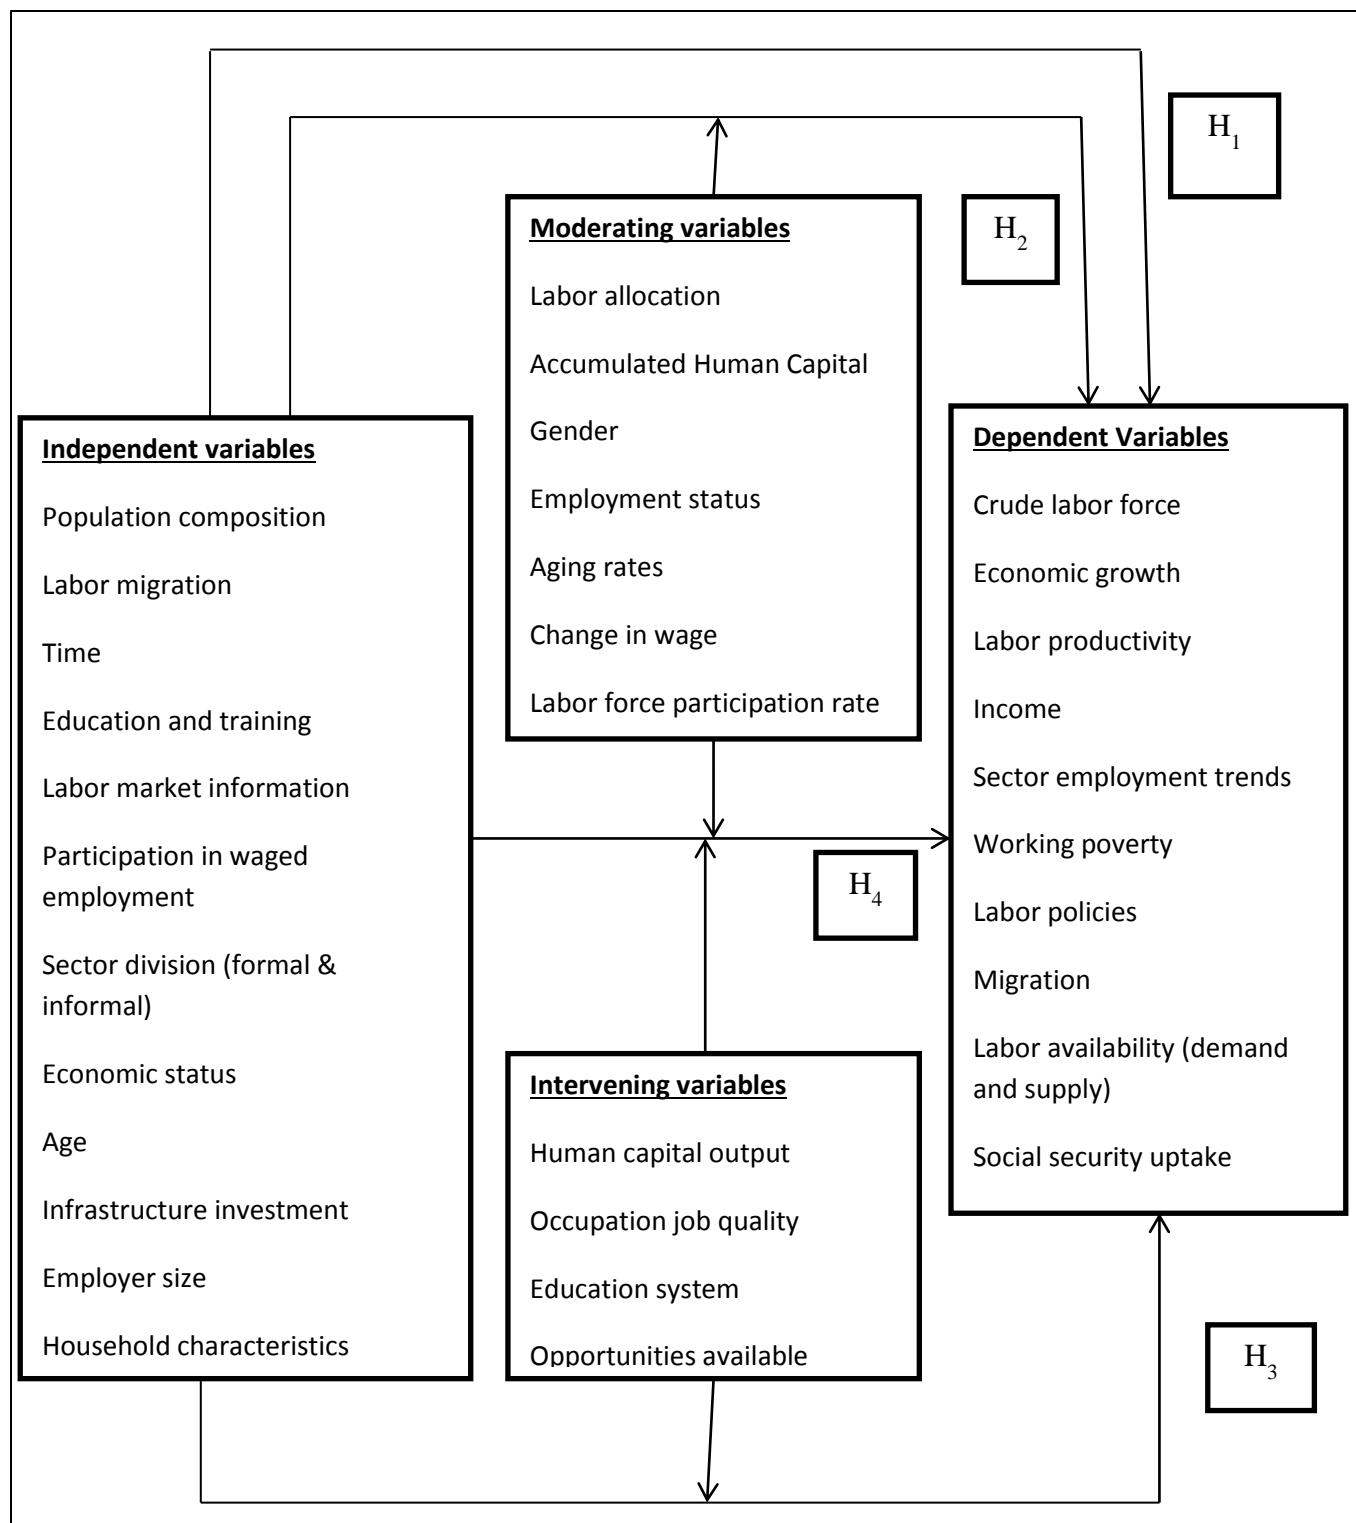 H1
H2
Moderating variables
Labor allocation
Accumulated Human Capital
Gender
Employment status
Aging rates
Change in wage
Labor force participation rate
Independent variables
Population composition
Labor migration
Time
Education and training
Labor market information
Participation in waged
employment
Sector division (formal &
informal)
Economic status
Age
Infrastructure investment
Employer size
Household characteristics
Dependent Variables
Crude labor force
Economic growth
Labor productivity
Income
Sector employment trends
Working poverty
Labor policies
Migration
Labor availability (demand
and supply)
Social security uptake
H4
Intervening variables
Human capital output
Occupation job quality
Education system
Opportunities available
H3